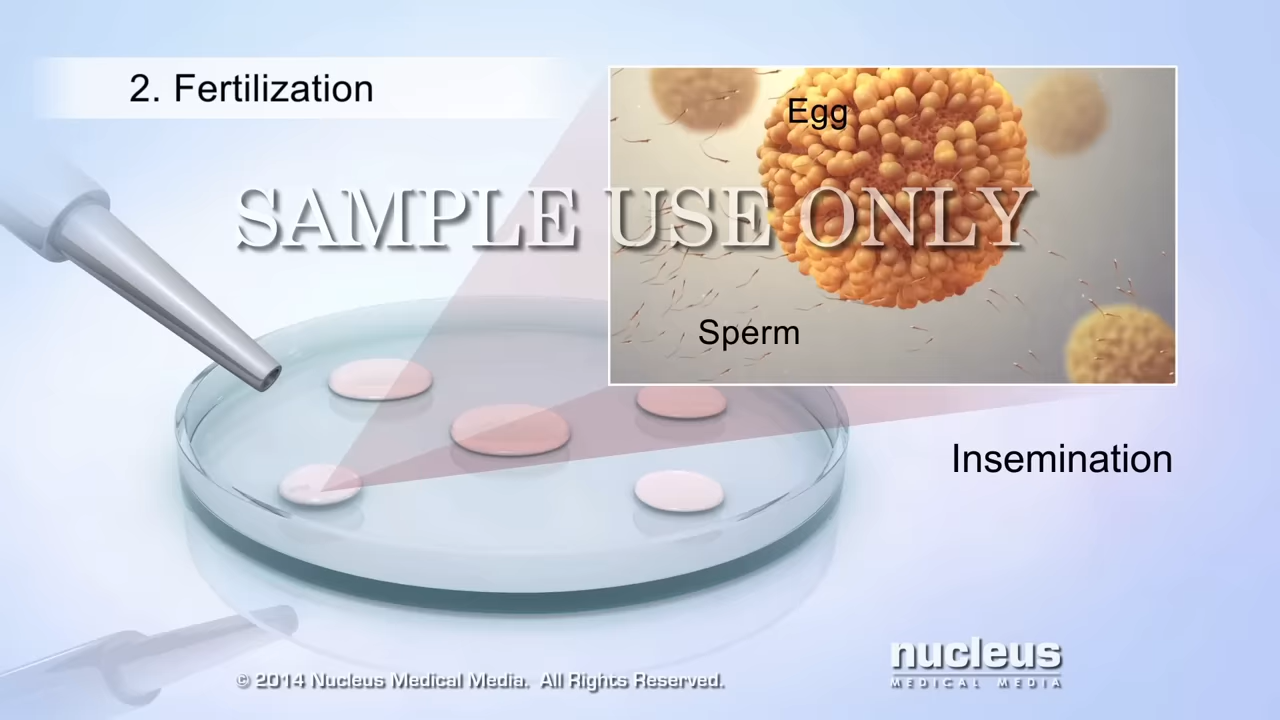 2. Fertilization
Egg
SAMPLE USE ONLY
Sperm
Insemination
nucleus
MEDICAL MEDIA
© 2014 Nucleus Medical Media. All Rights Reserved.